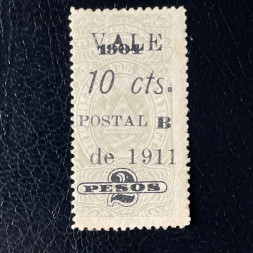 VALE
1904
10 cts.
POSTAL B
de 1911
2
PESOS